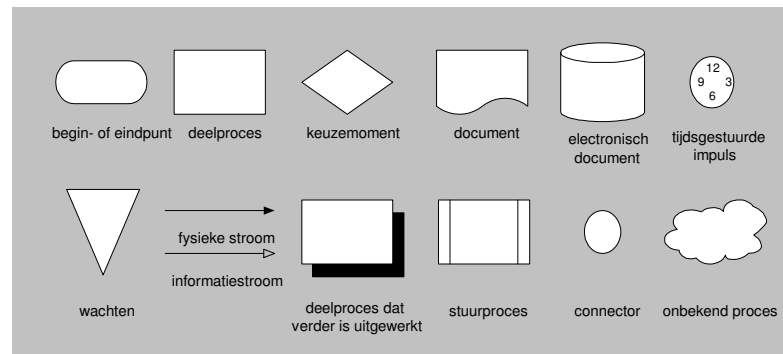 12
9 3
6
begin- of eindpunt
deelproces
keuzemoment
document
electronisch
document
tijdsgestuurde
impuls
fysieke stroom
informatiestroom
wachten
deelproces dat
verder is uitgewerkt
stuurproces
connector
onbekend proces